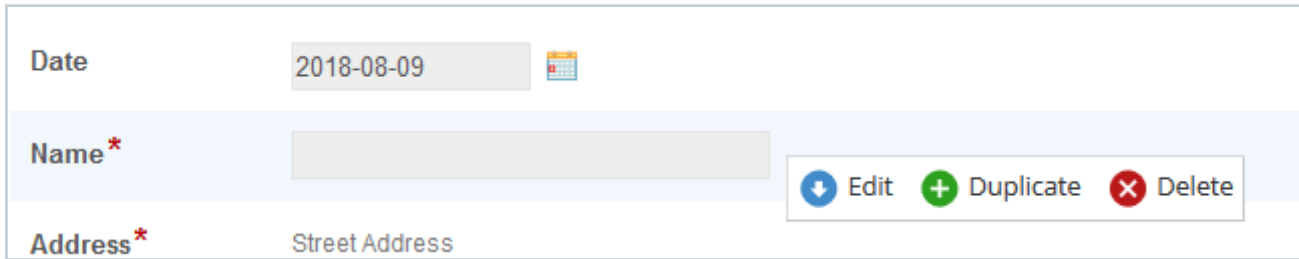 Date 2018-08-09
Name*
Edit Duplicate Delete
Address* Street Address